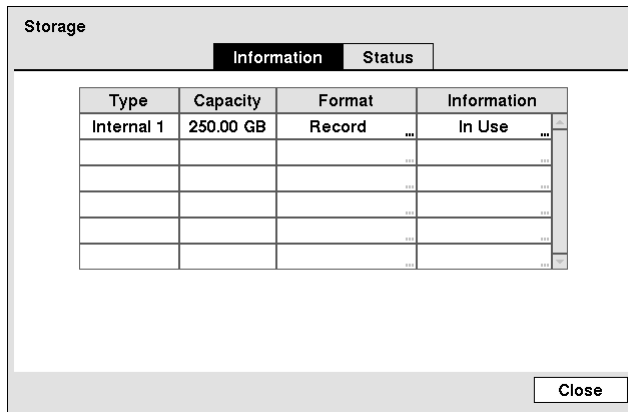 Storage
Information Status
Type Capacity Format Information
Internal 1 250.00 GB Record ... In Use ...
... ...
... ...
... ...
... ...
... ...
Close